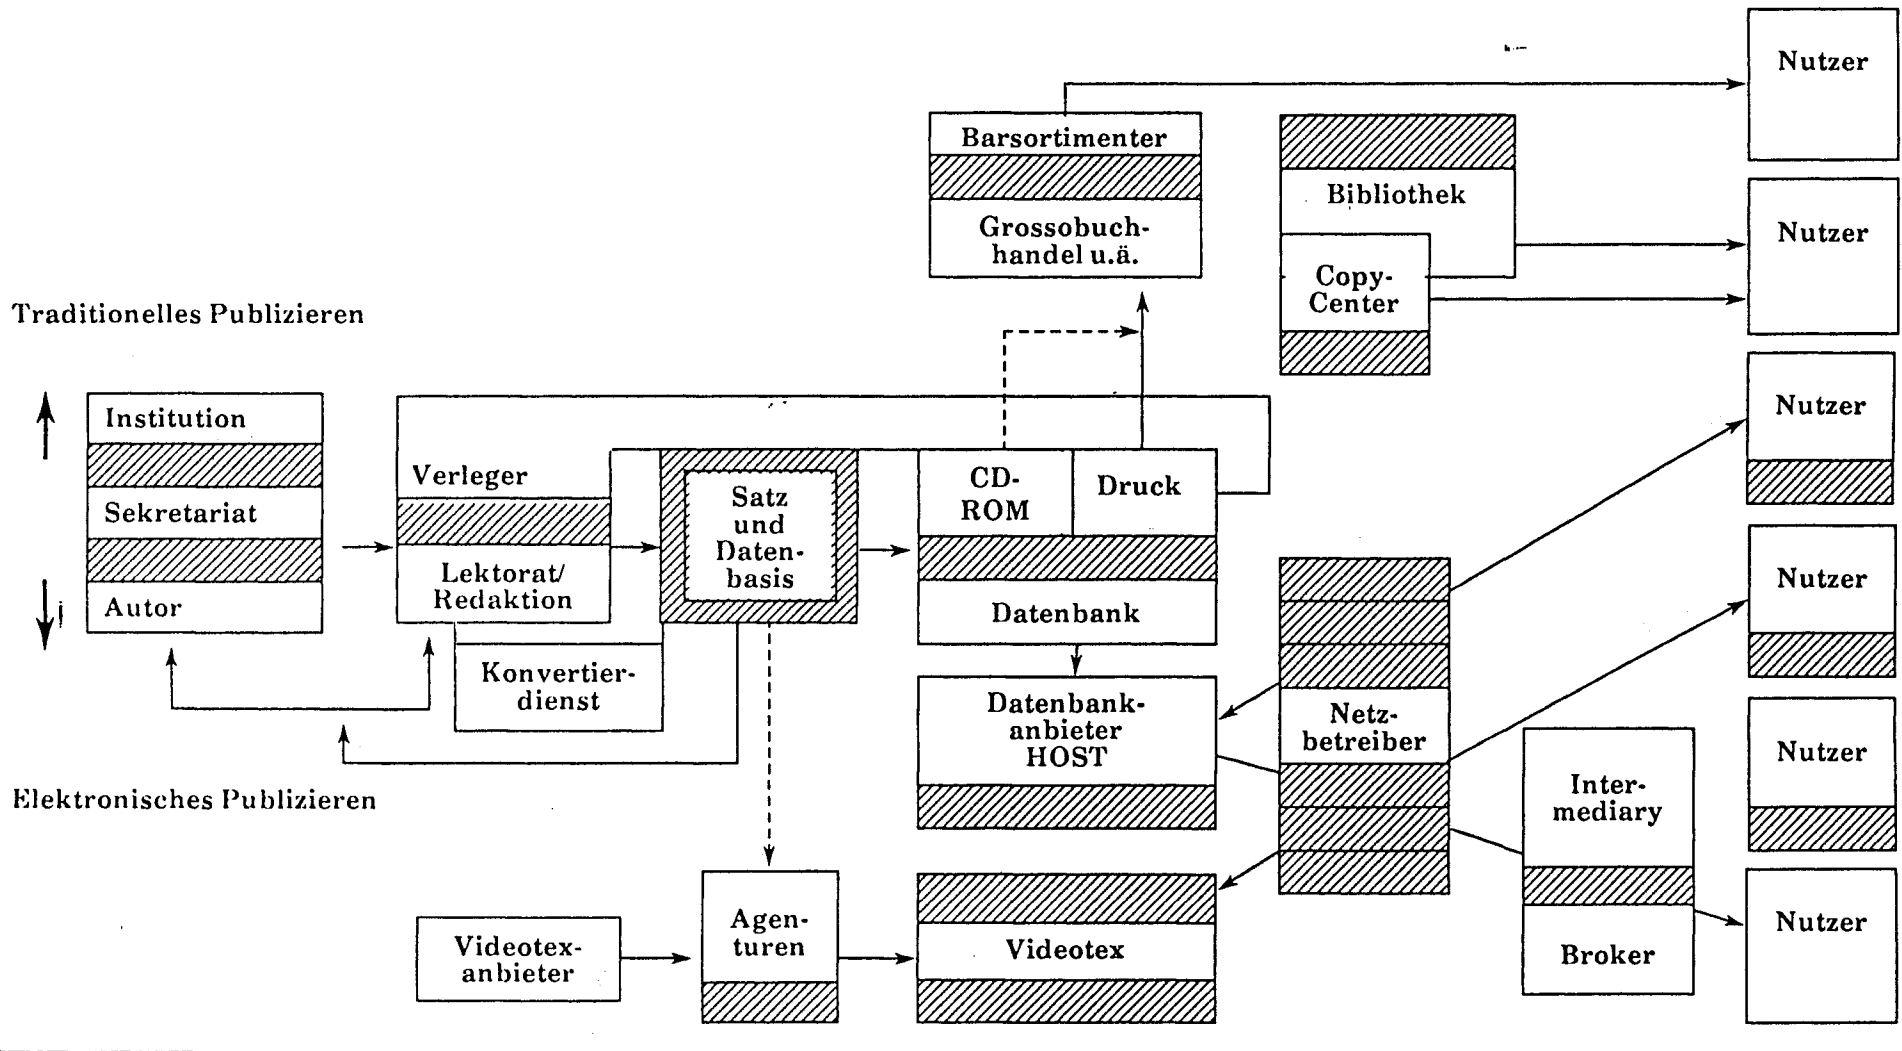 Nutzer
Barsortimenter
Grossobuch-
handel u.ä.
Bibliothek
Copy-
Center
Nutzer
Traditionelles Publizieren
Institution
Sekretariat
Autor
Verleger
Lektorat/
Redaktion
Konvertier-
dienst
Satz
und
Daten-
basis
CD-
ROM
Druck
Datenbank
Nutzer
Datenbank-
anbieter
HOST
Netz-
betreiber
Nutzer
Elektronisches Publizieren
Inter-
mediary
Broker
Nutzer
Videotex-
anbieter
Agen-
turen
Videotex
Nutzer